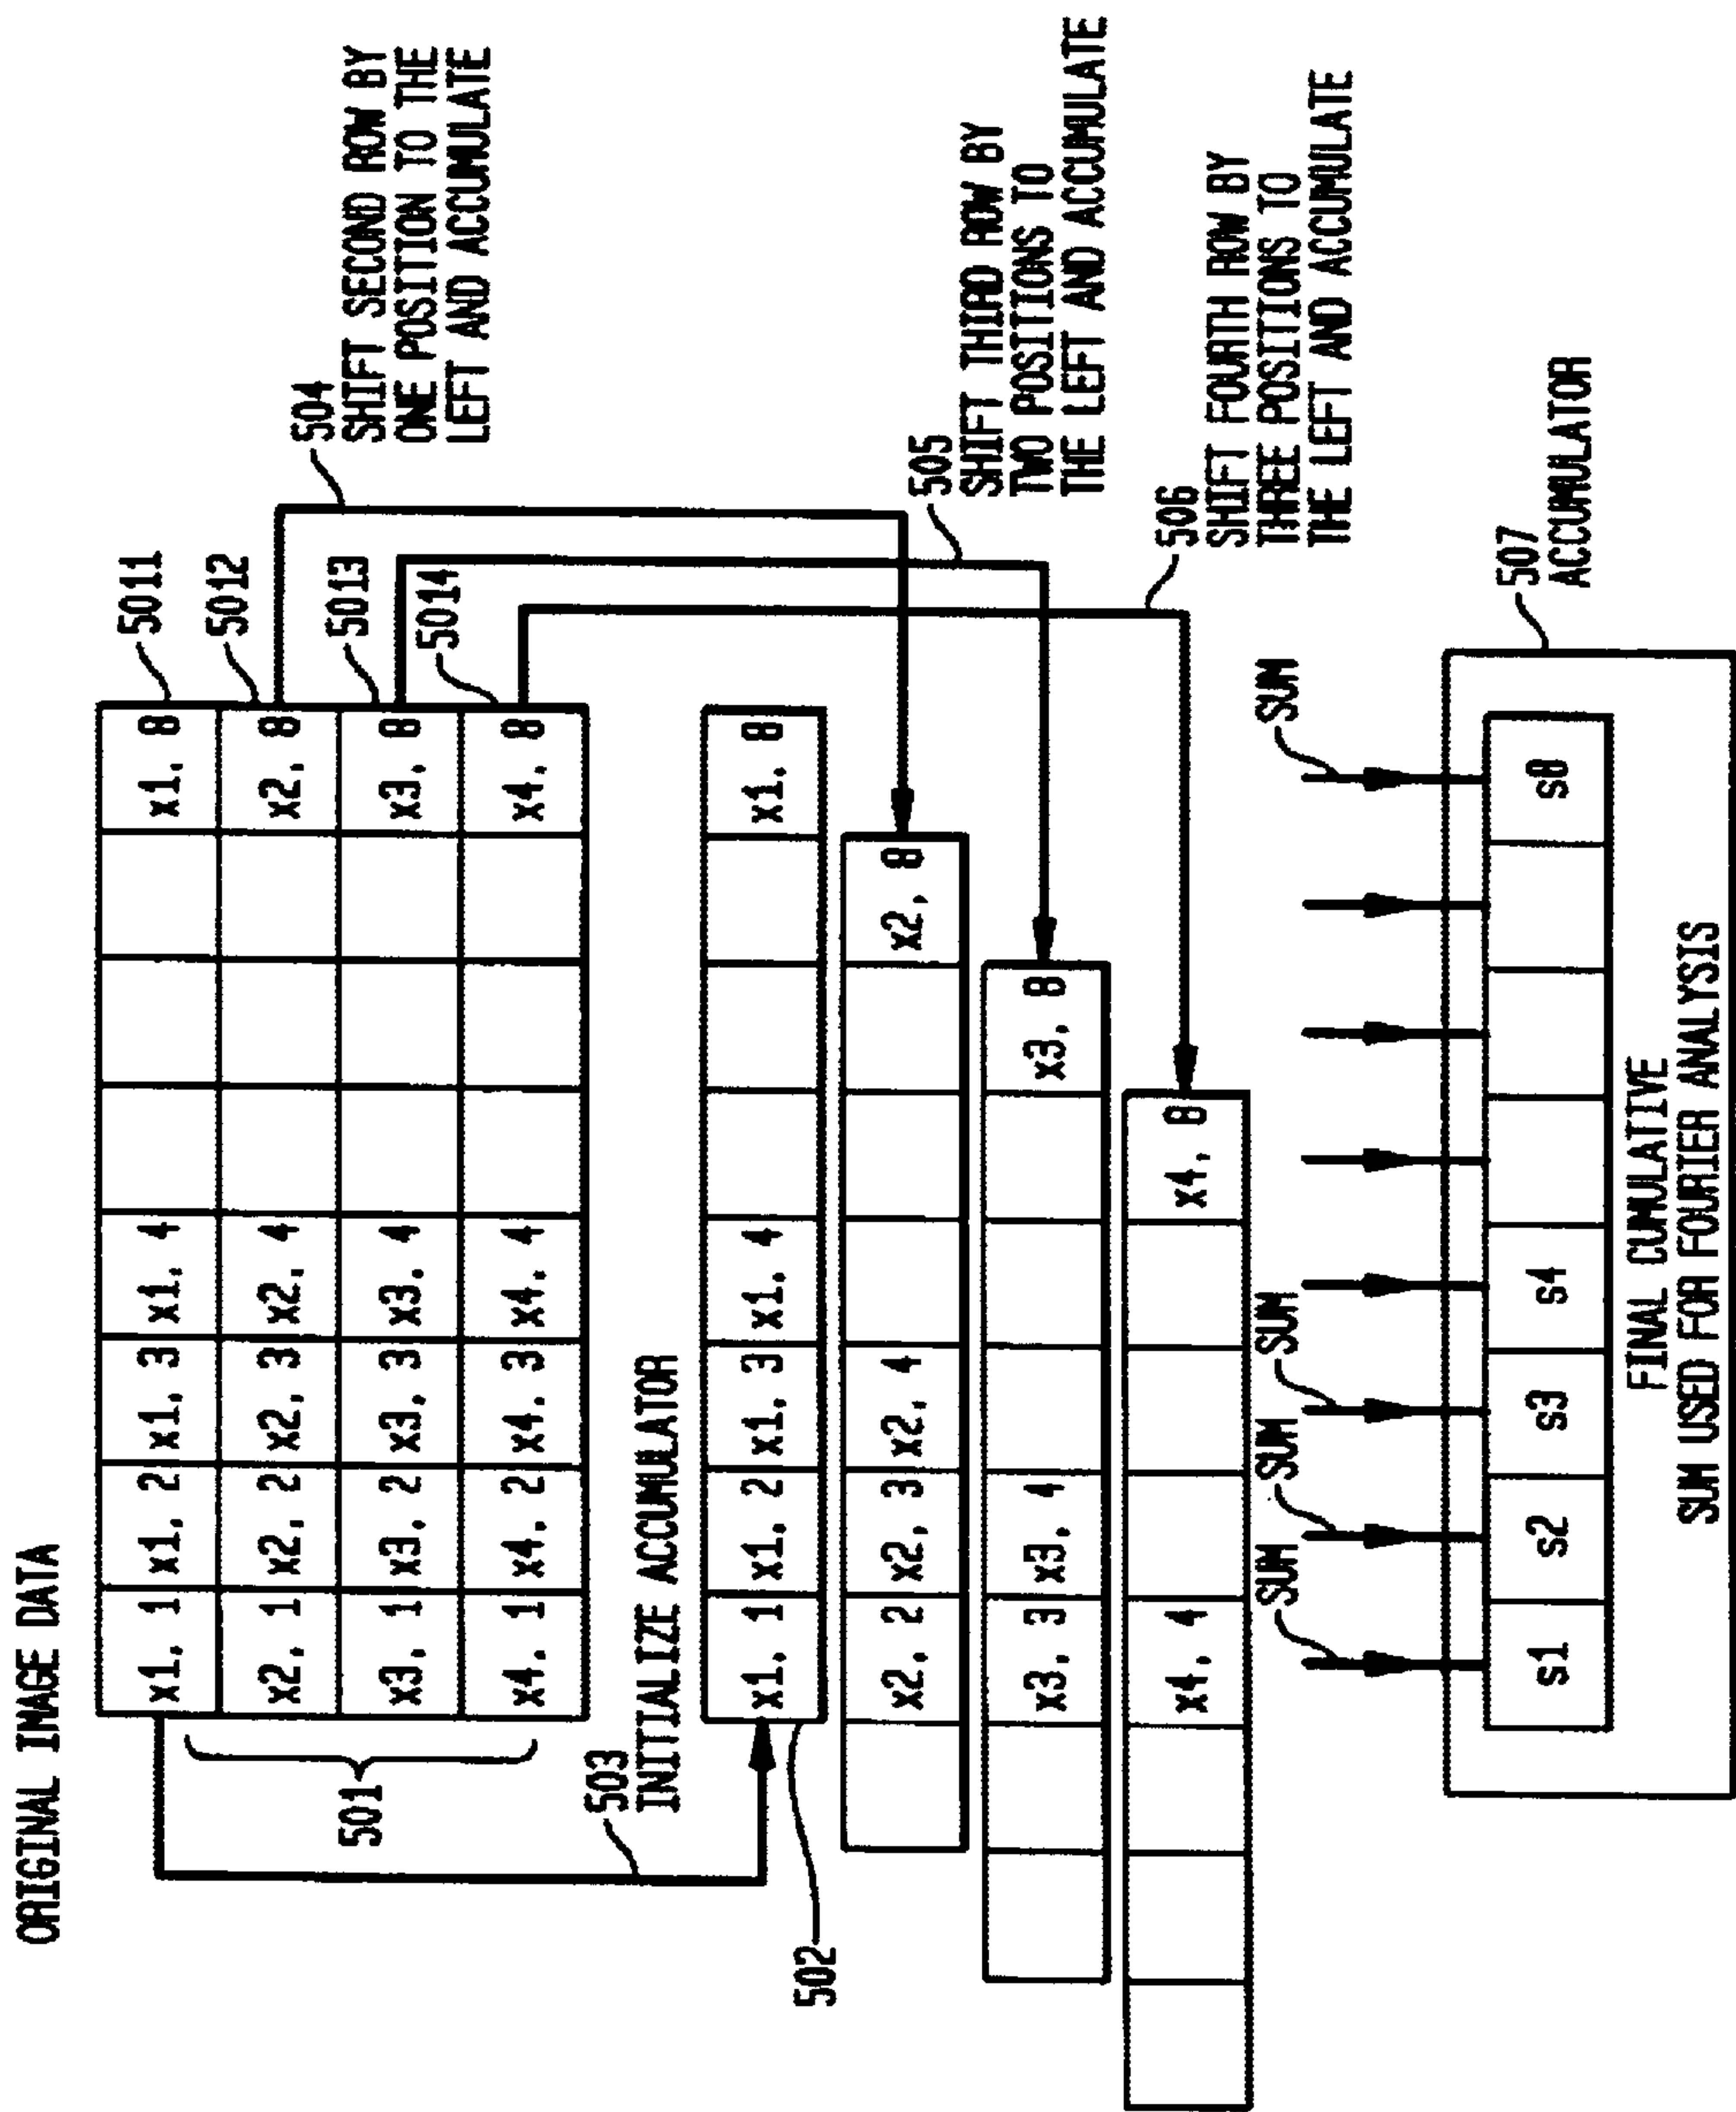 ORIGINAL IMAGE DATA
x1, 1 x1, 2 x1, 3 x1, 4 x1, 8
x2, 1 x2, 2 x2, 3 x2, 4 x2, 8
x3, 1 x3, 2 x3, 3 x3, 4 x3, 8
x4, 1 x4, 2 x4, 3 x4, 4 x4, 8
5011
5012
5013
5014
501
504
SHIFT SECOND ROW BY
ONE POSITION TO THE
LEFT AND ACCUMULATE
503
INITIALIZE ACCUMULATOR
x1, 1 x1, 2 x1, 3 x1, 4 x1, 8
502
x2, 2 x2, 3 x2, 4 x2, 8
505
SHIFT THIRD ROW BY
TWO POSITIONS TO
THE LEFT AND ACCUMULATE
x3, 3 x3, 4 x3, 8
506
SHIFT FOURTH ROW BY
THREE POSITIONS TO
THE LEFT AND ACCUMULATE
x4, 4 x4, 8
SUM SUM SUM SUM
507
ACCUMULATOR
s1 s2 s3 s4 s8
FINAL CUMULATIVE
SUM USED FOR FOURIER ANALYSIS